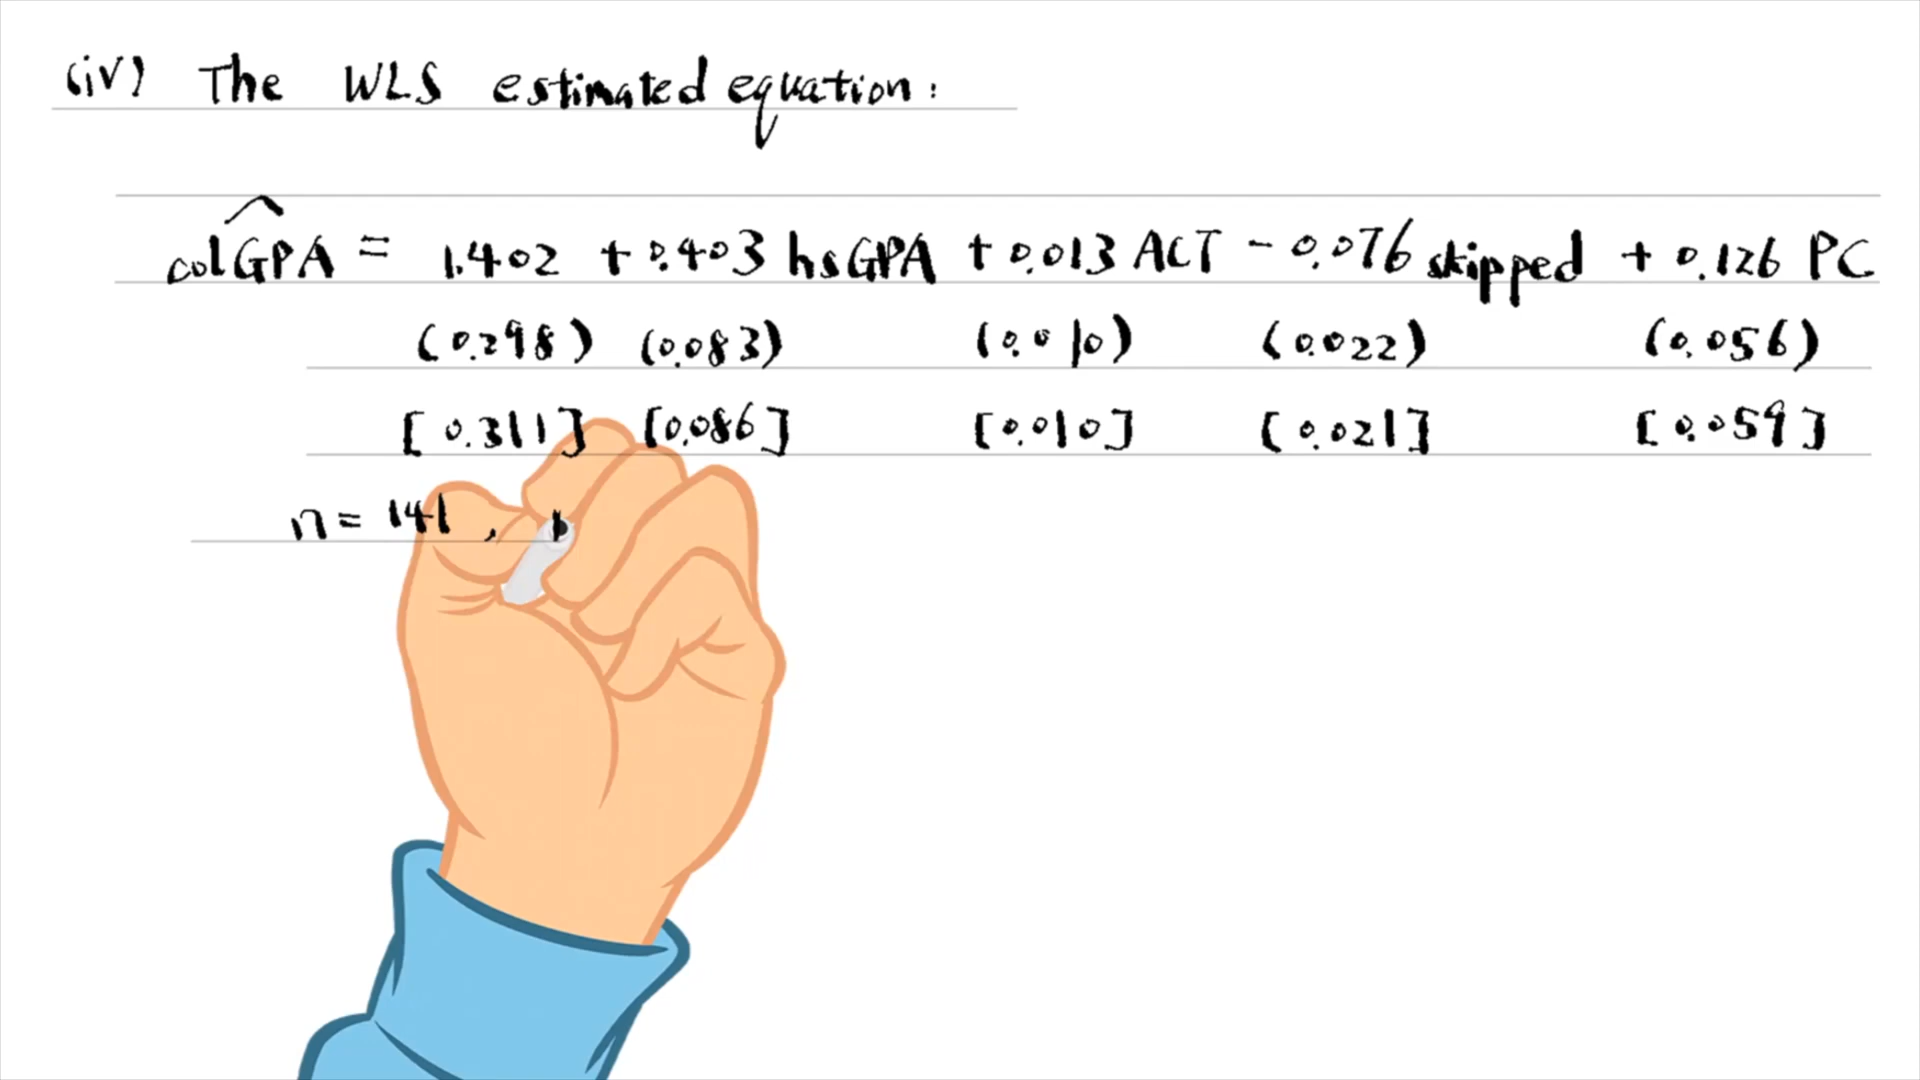 (iv) The WLS estimated equation:
colGPA^ = 1.402 + 0.403 hsGPA + 0.013 ACT - 0.076 skipped + 0.126 PC
(0.298) (0.083) (0.010) (0.022) (0.056)
[0.311] [0.086] [0.010] [0.021] [0.059]
n = 141 ,